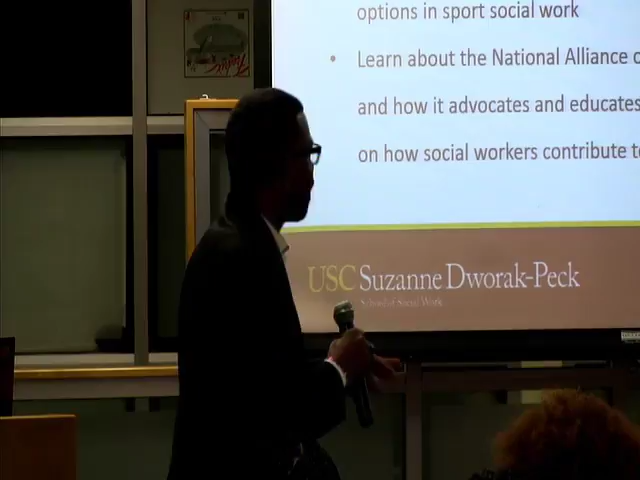 options in sport social work
• Learn about the National Alliance o
and how it advocates and educates
on how social workers contribute to
USC Suzanne Dworak-Peck
School of Social Work